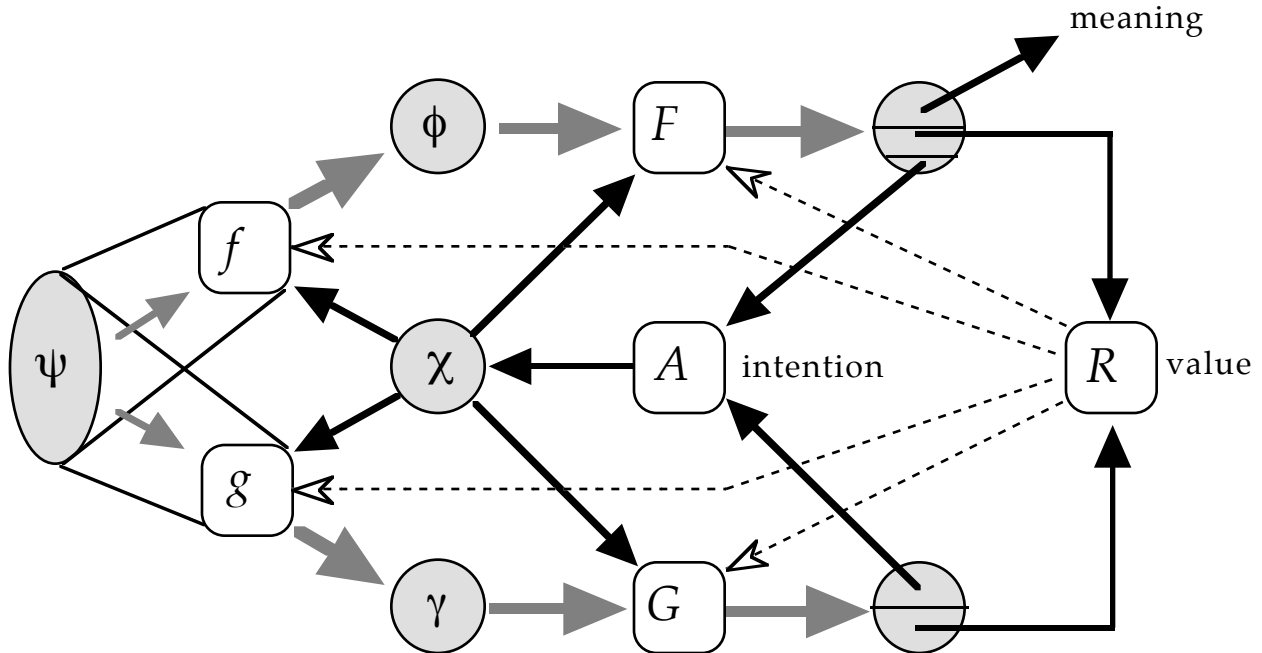 meaning
ϕ
F
f
ψ
χ
A
intention
R
value
g
γ
G